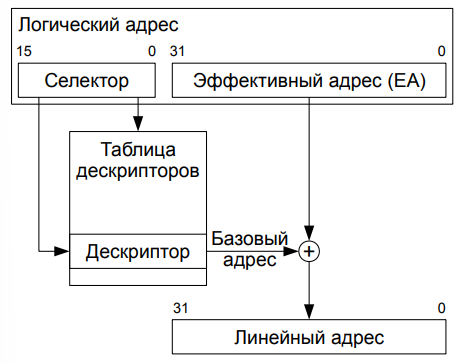 Логический адрес
15 0 31 0
Селектор Эффективный адрес (EA)
Таблица
дескрипторов
Дескриптор
Базовый
адрес
+
31 0
Линейный адрес